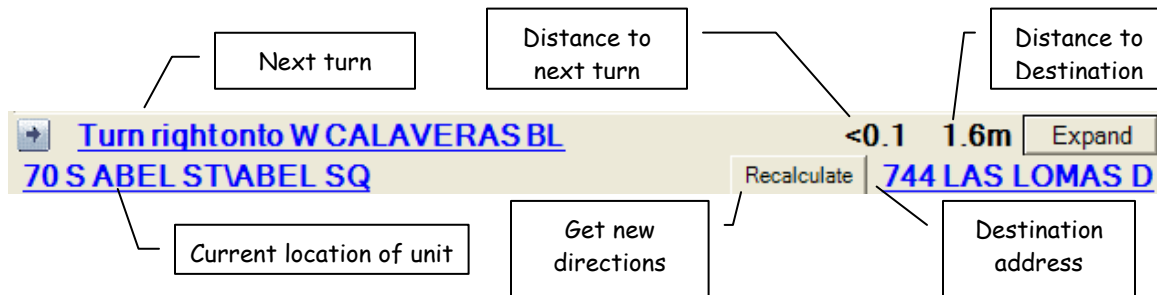 Next turn
Distance to
next turn
Distance to
Destination
Turn right onto W CALAVERAS BL
<0.1 1.6m Expand
70 S ABEL ST\ABEL SQ
Recalculate 744 LAS LOMAS D
Current location of unit
Get new
directions
Destination
address